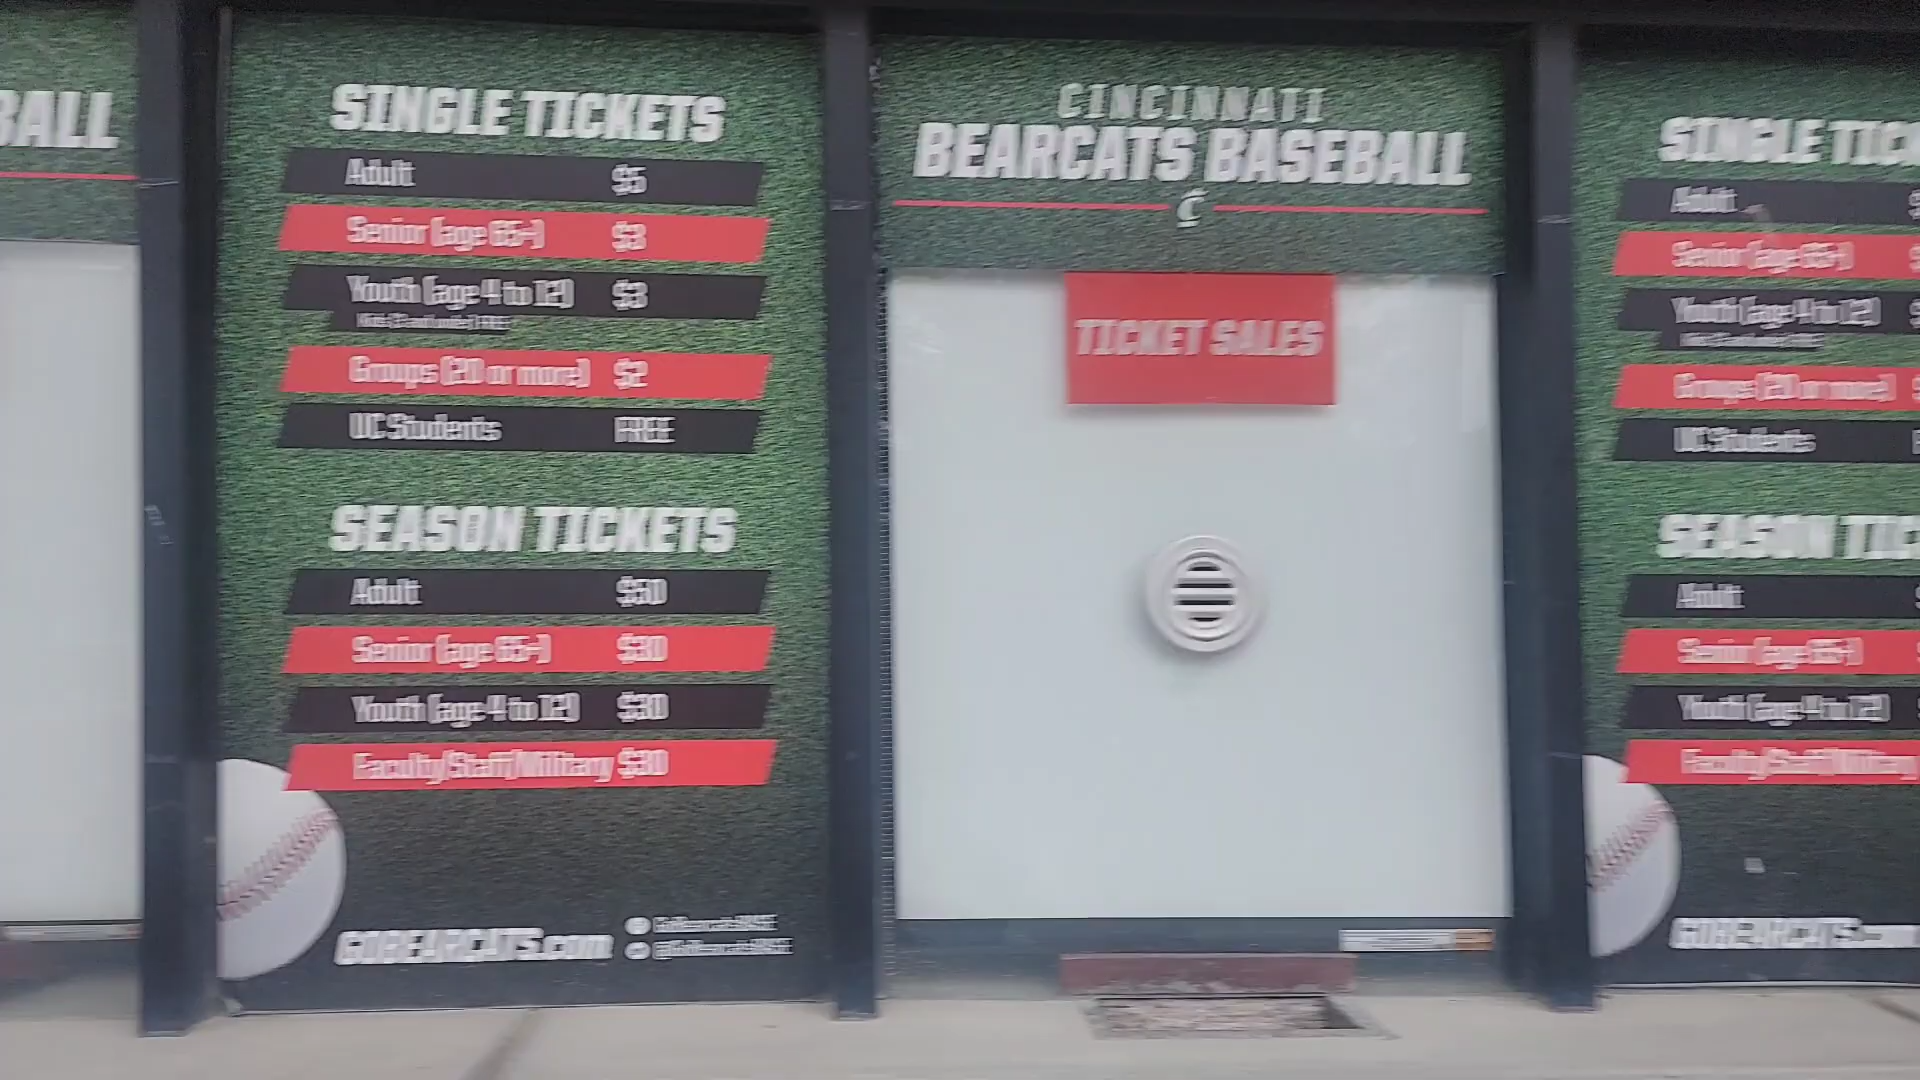 BALL
SINGLE TICKETS
Adult $5
Senior (age 65+) $3
Youth (age 4 to 12) $3
Groups (20 or more) $2
UC Students FREE
SEASON TICKETS
Adult $50
Senior (age 65+) $30
Youth (age 4 to 12) $30
Faculty/Staff/Military $30
GOBEARCATS.com
CINCINNATI
BEARCATS BASEBALL
C
TICKET SALES
SINGLE TIC
Adult
Senior (age 65+)
Youth (age 4 to 12)
Groups (20 or more)
UC Students
SEASON TIC
Adult
Senior (age 65+)
Youth (age 4 to 12)
Faculty/Staff/Military
GOBEARCATS.com